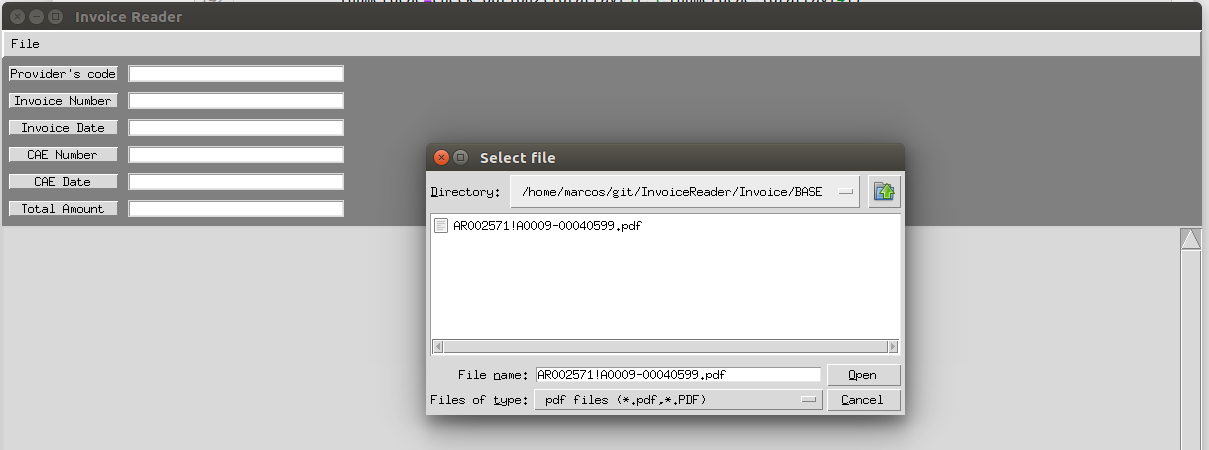 Invoice Reader
File
Provider's code
Invoice Number
Invoice Date
CAE Number
CAE Date
Total Amount
Select file
Directory: /home/marcos/git/InvoiceReader/Invoice/BASE
AR002571!A0009-00040599.pdf
File name: AR002571!A0009-00040599.pdf Open
Files of type: pdf files (*.pdf,*.PDF) Cancel